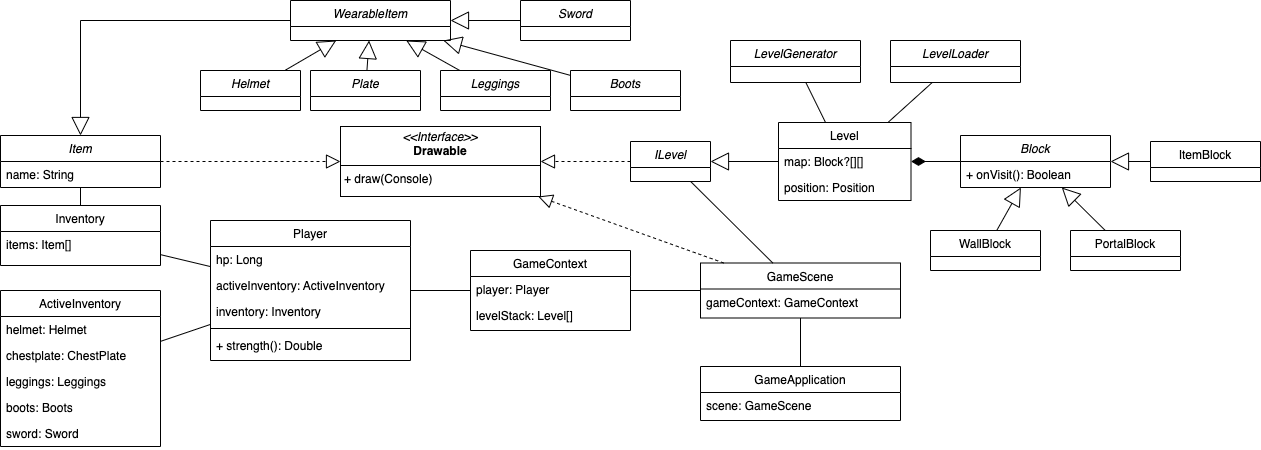 WearableItem
Sword
Helmet
Plate
Leggings
Boots
LevelGenerator
LevelLoader
Item
name: String
<<Interface>>
Drawable
+ draw(Console)
ILevel
Level
map: Block?[][]
position: Position
Block
+ onVisit(): Boolean
ItemBlock
WallBlock
PortalBlock
Inventory
items: Item[]
Player
hp: Long
activeInventory: ActiveInventory
inventory: Inventory
+ strength(): Double
GameContext
player: Player
levelStack: Level[]
GameScene
gameContext: GameContext
ActiveInventory
helmet: Helmet
chestplate: ChestPlate
leggings: Leggings
boots: Boots
sword: Sword
GameApplication
scene: GameScene